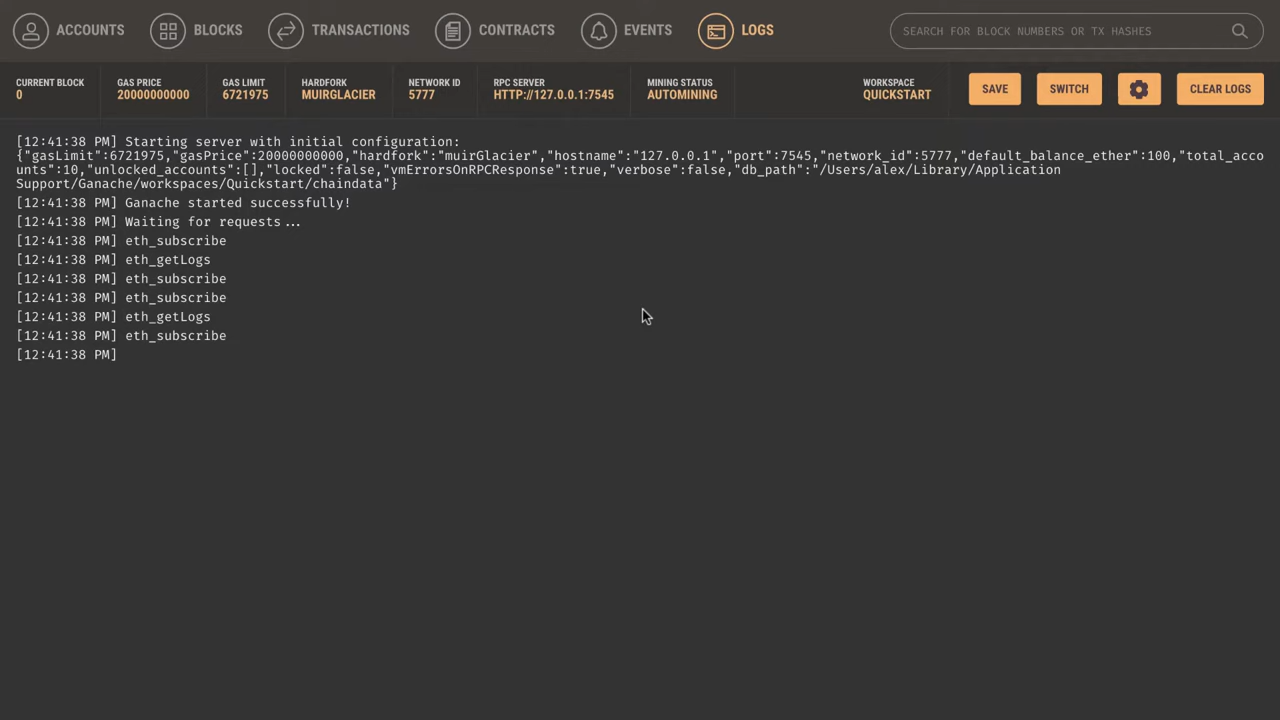 ACCOUNTS BLOCKS TRANSACTIONS CONTRACTS EVENTS LOGS SEARCH FOR BLOCK NUMBERS OR TX HASHES
CURRENT BLOCK GAS PRICE GAS LIMIT HARDFORK NETWORK ID RPC SERVER MINING STATUS WORKSPACE
0 20000000000 6721975 MUIRGLACIER 5777 HTTP://127.0.0.1:7545 AUTOMINING QUICKSTART SAVE SWITCH CLEAR LOGS
[12:41:38 PM] Starting server with initial configuration:
{"gasLimit":6721975,"gasPrice":20000000000,"hardfork":"muirGlacier","hostname":"127.0.0.1","port":7545,"network_id":5777,"default_balance_ether":100,"total_acco
unts":10,"unlocked_accounts":[],"locked":false,"vmErrorsOnRPCResponse":true,"verbose":false,"db_path":"/Users/alex/Library/Application
Support/Ganache/workspaces/Quickstart/chaindata"}
[12:41:38 PM] Ganache started successfully!
[12:41:38 PM] Waiting for requests...
[12:41:38 PM] eth_subscribe
[12:41:38 PM] eth_getLogs
[12:41:38 PM] eth_subscribe
[12:41:38 PM] eth_subscribe
[12:41:38 PM] eth_getLogs
[12:41:38 PM] eth_subscribe
[12:41:38 PM]